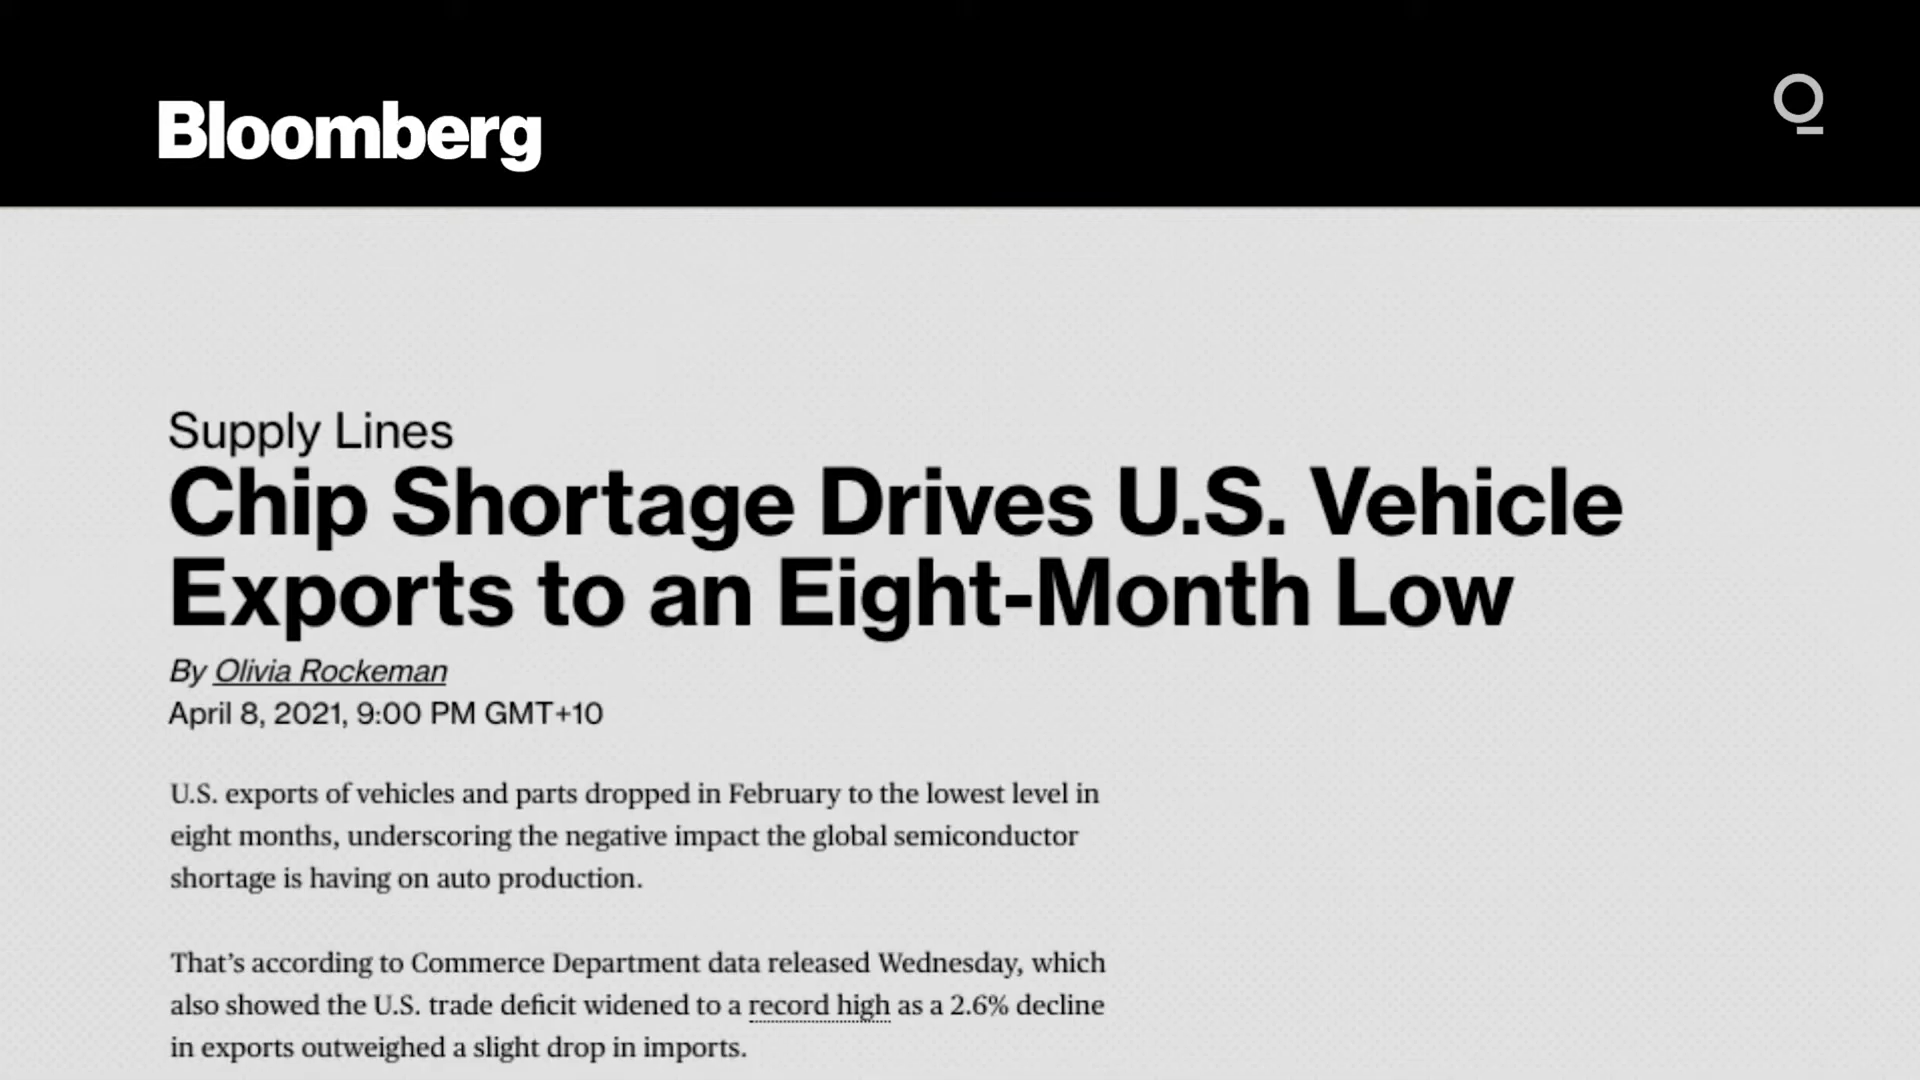 Bloomberg
Supply Lines
Chip Shortage Drives U.S. Vehicle
Exports to an Eight-Month Low
By Olivia Rockeman
April 8, 2021, 9:00 PM GMT+10
U.S. exports of vehicles and parts dropped in February to the lowest level in
eight months, underscoring the negative impact the global semiconductor
shortage is having on auto production.
That’s according to Commerce Department data released Wednesday, which
also showed the U.S. trade deficit widened to a record high as a 2.6% decline
in exports outweighed a slight drop in imports.